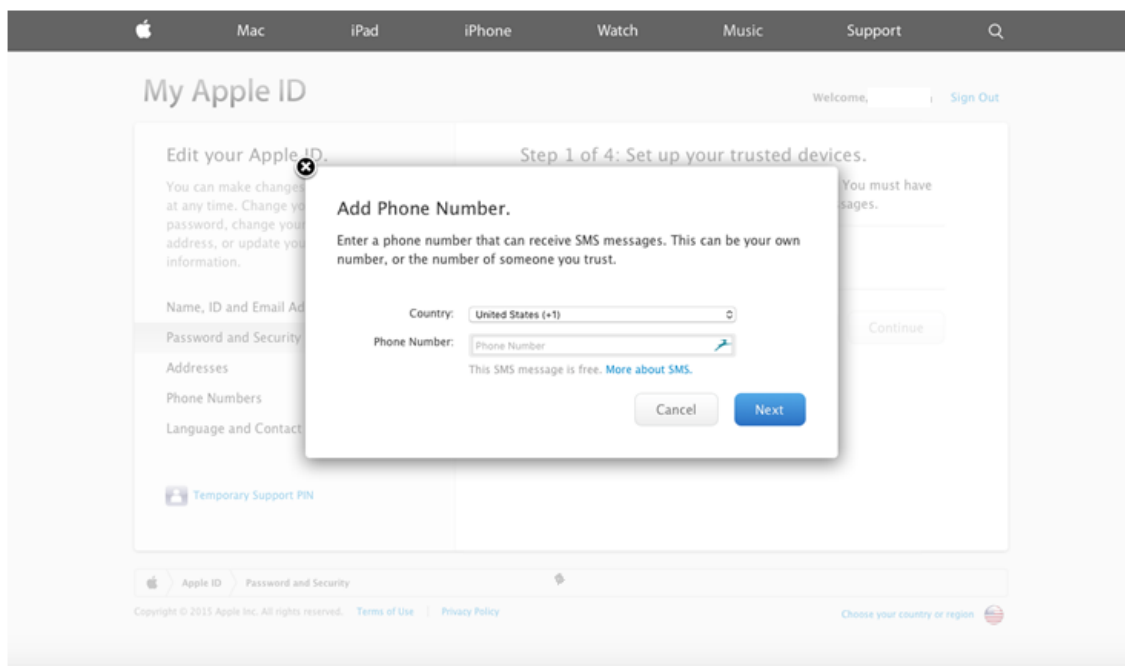 Mac iPad iPhone Watch Music Support
My Apple ID
Welcome, Sign Out
Edit your Apple ID.
You can make changes
at any time. Change yo
password, change your
address, or update you
information.
Name, ID and Email Ad
Password and Security
Addresses
Phone Numbers
Language and Contact
Temporary Support PIN
Step 1 of 4: Set up your trusted devices.
You must have
sages.
Continue
Add Phone Number.
Enter a phone number that can receive SMS messages. This can be your own
number, or the number of someone you trust.
Country: United States (+1)
Phone Number: Phone Number
This SMS message is free. More about SMS.
Cancel Next
Apple ID Password and Security
Copyright © 2015 Apple Inc. All rights reserved. Terms of Use | Privacy Policy
Choose your country or region